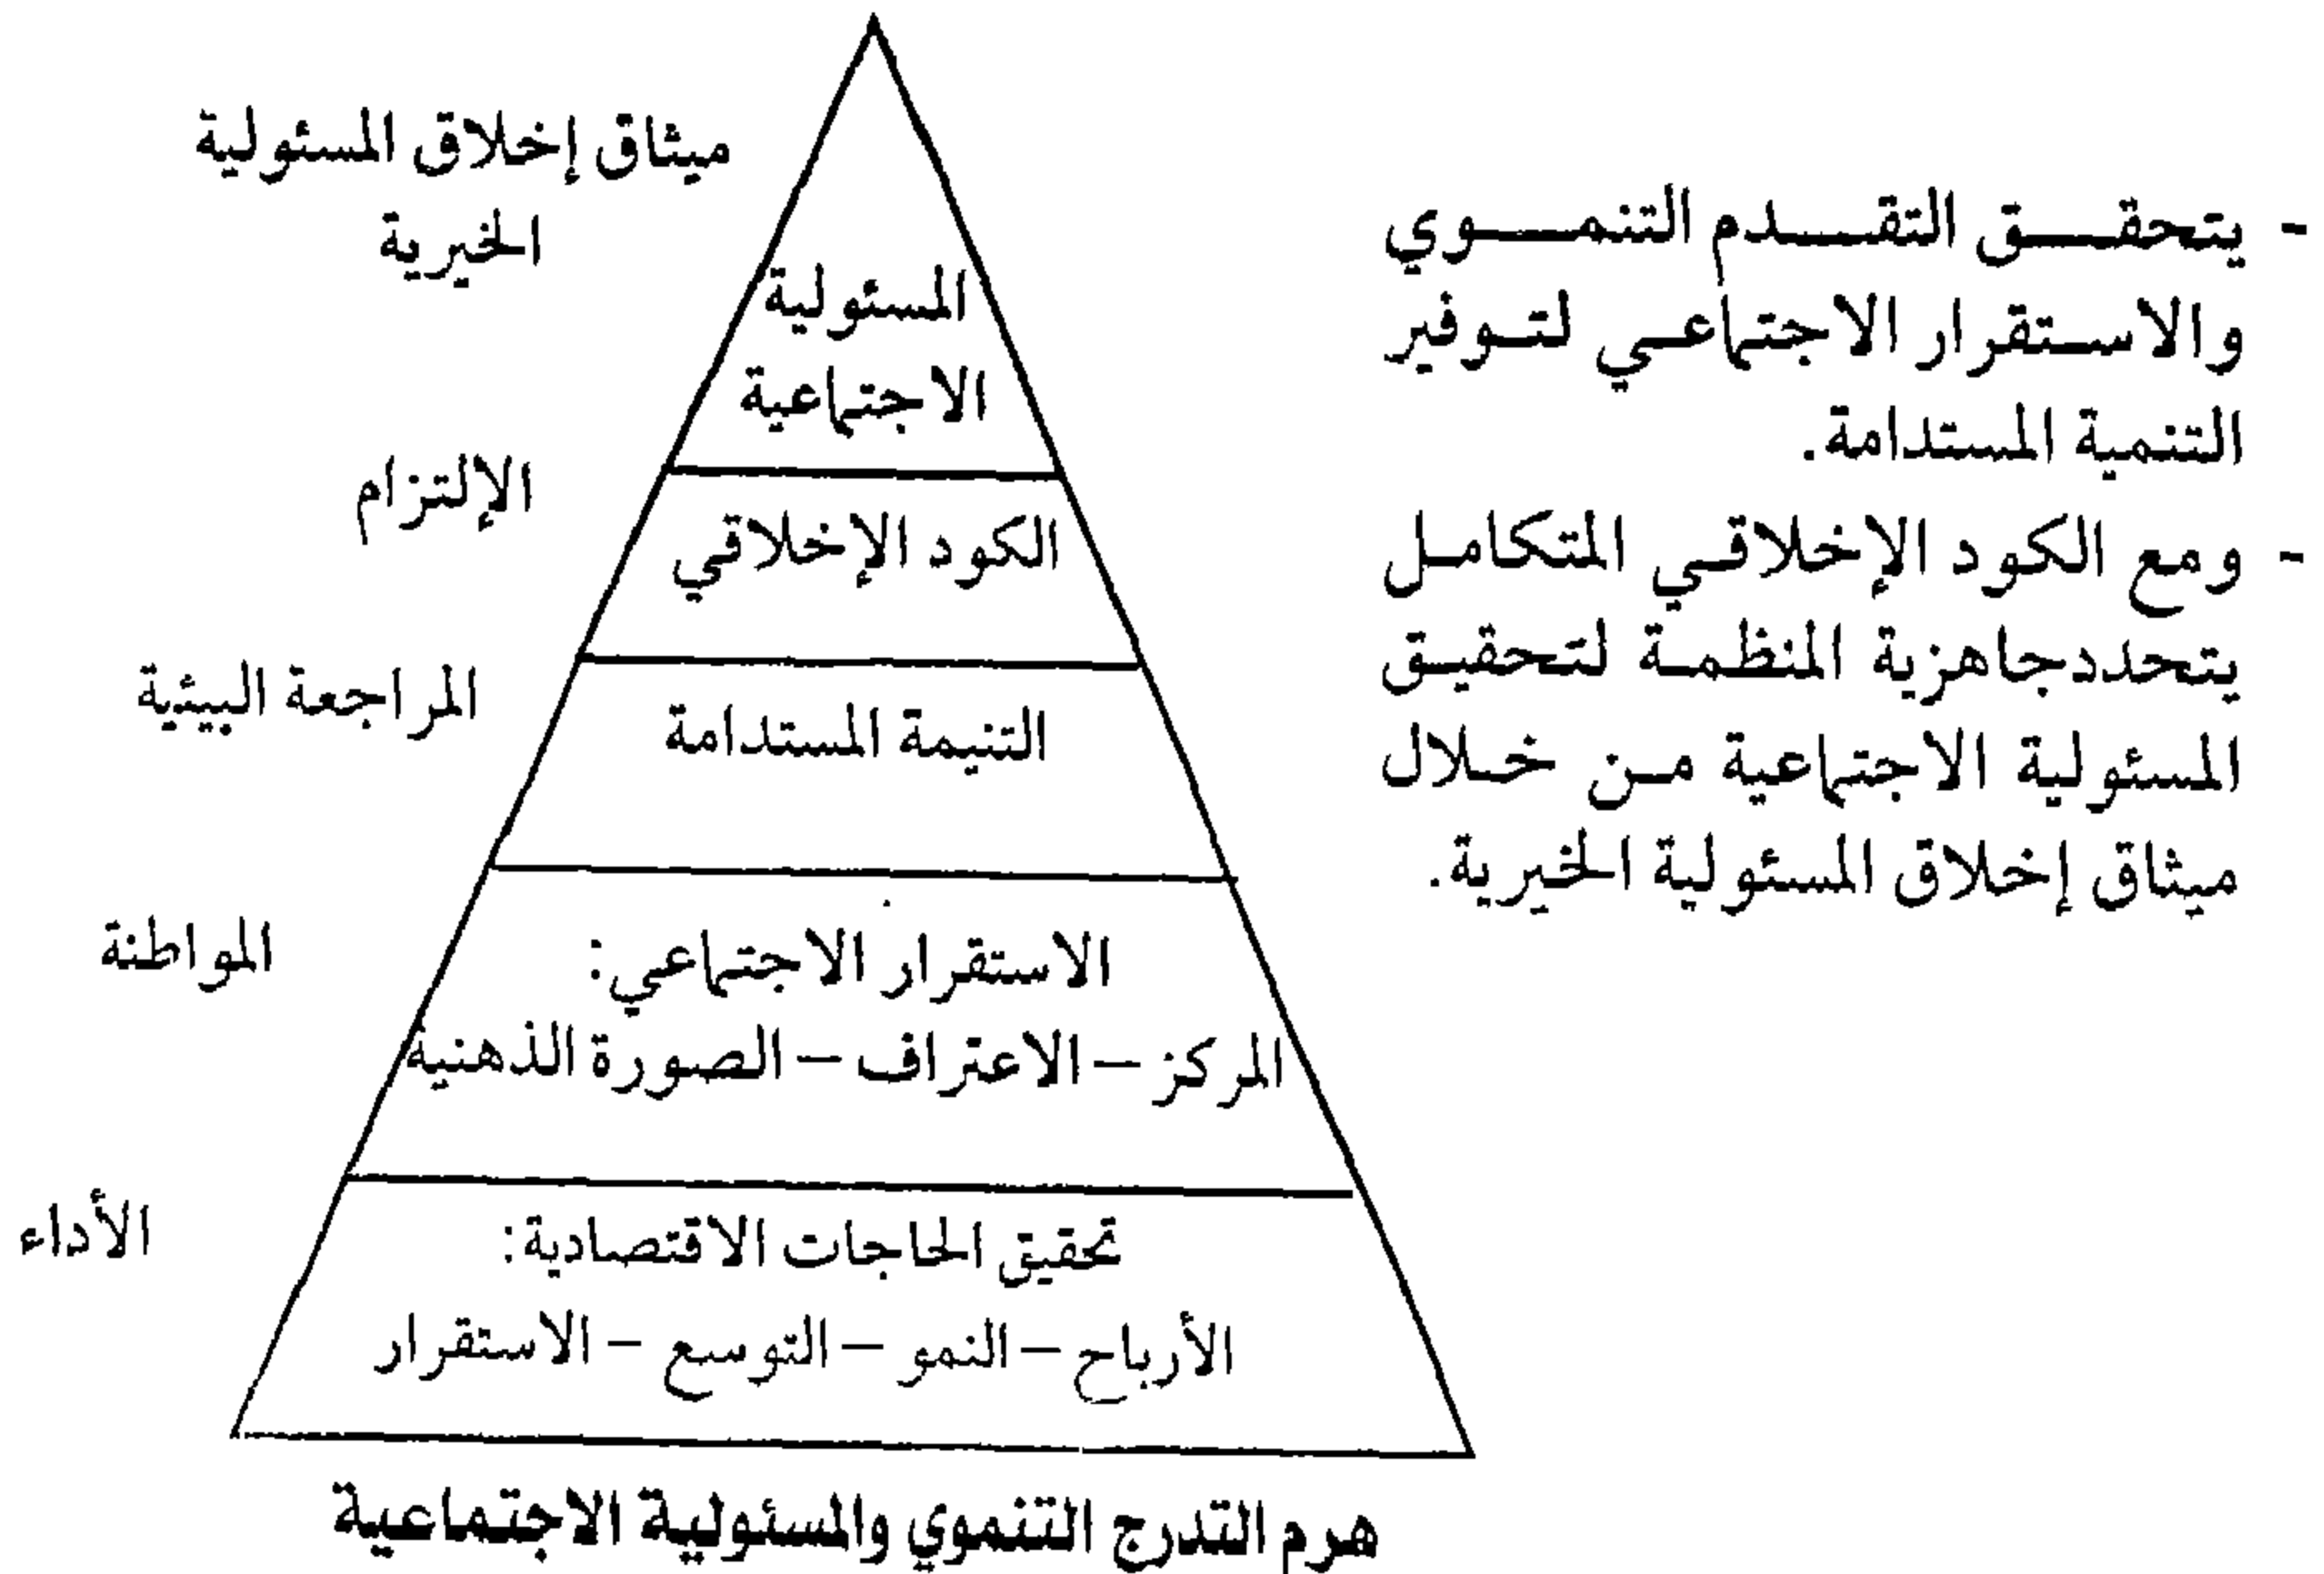 - يتحقق التقدم التنموي
والاستقرار الاجتماعي لتوفير
التنمية المستدامة.
- ومع الكود الإخلاقي المتكامل
يتحدد جاهزية المنظمة لتحقيق
المسئولية الاجتماعية من خلال
ميثاق إخلاق المسئولية الخيرية.
ميثاق إخلاق المسئولية
الخيرية
المسئولية
الاجتماعية
الإلتزام
الكود الإخلاقي
المراجعة البيئية
التنيمة المستدامة
المواطنة
الاستقرار الاجتماعي:
المركز – الاعتراف – الصورة الذهنية
الأداء
تحقيق الحاجات الاقتصادية:
الأرباح – النمو – التوسع – الاستقرار
هرم التدرج التنموي والمسئولية الاجتماعية